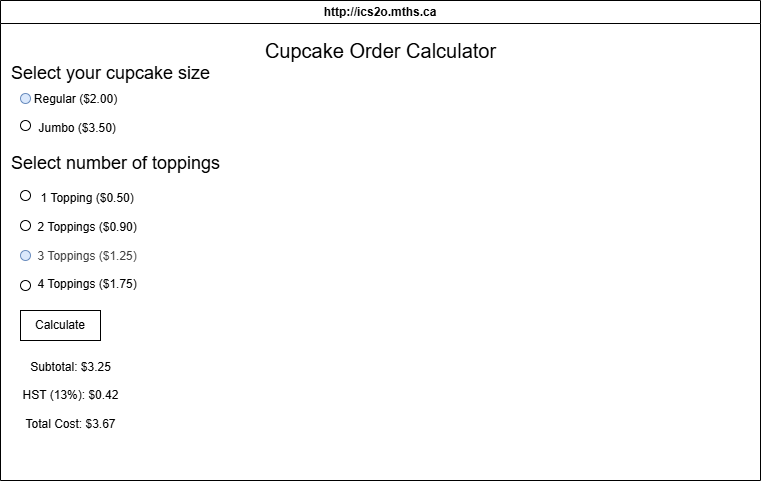 http://ics2o.mths.ca
Cupcake Order Calculator
Select your cupcake size
Regular ($2.00)
Jumbo ($3.50)
Select number of toppings
1 Topping ($0.50)
2 Toppings ($0.90)
3 Toppings ($1.25)
4 Toppings ($1.75)
Calculate
Subtotal: $3.25
HST (13%): $0.42
Total Cost: $3.67